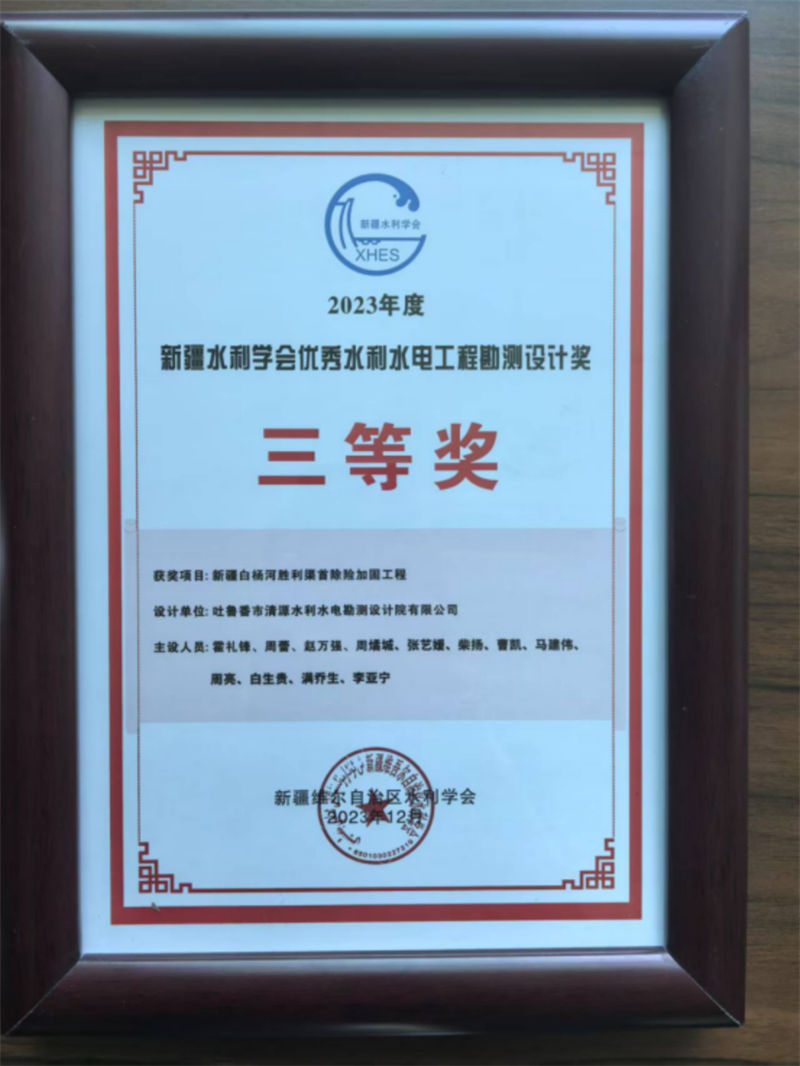 新疆水利学会
XHES
2023年度
新疆水利学会优秀水利水电工程勘测设计奖
三等奖
获奖项目: 新疆白杨河胜利渠首除险加固工程
设计单位: 吐鲁番市清源水利水电勘测设计院有限公司
主设人员: 霍礼锋、周蕾、赵万强、张艺媛、柴扬、曹凯、马建伟、
周亮、白生贵、满乔生、李亚宁
新疆维尔自治区水利学会
2023年12月